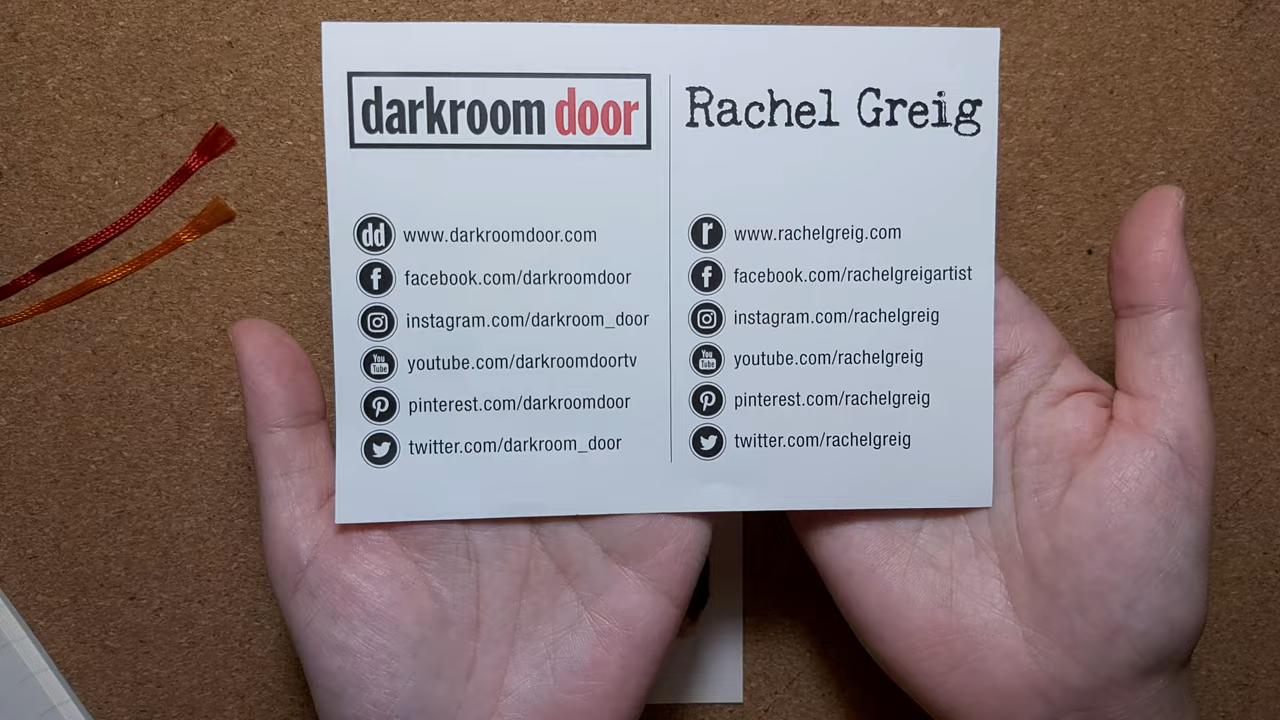 darkroom door
dd www.darkroomdoor.com
f facebook.com/darkroomdoor
instagram.com/darkroom_door
You Tube youtube.com/darkroomdoortv
pinterest.com/darkroomdoor
twitter.com/darkroom_door
Rachel Greig
r www.rachelgreig.com
f facebook.com/rachelgreigartist
instagram.com/rachelgreig
You Tube youtube.com/rachelgreig
pinterest.com/rachelgreig
twitter.com/rachelgreig